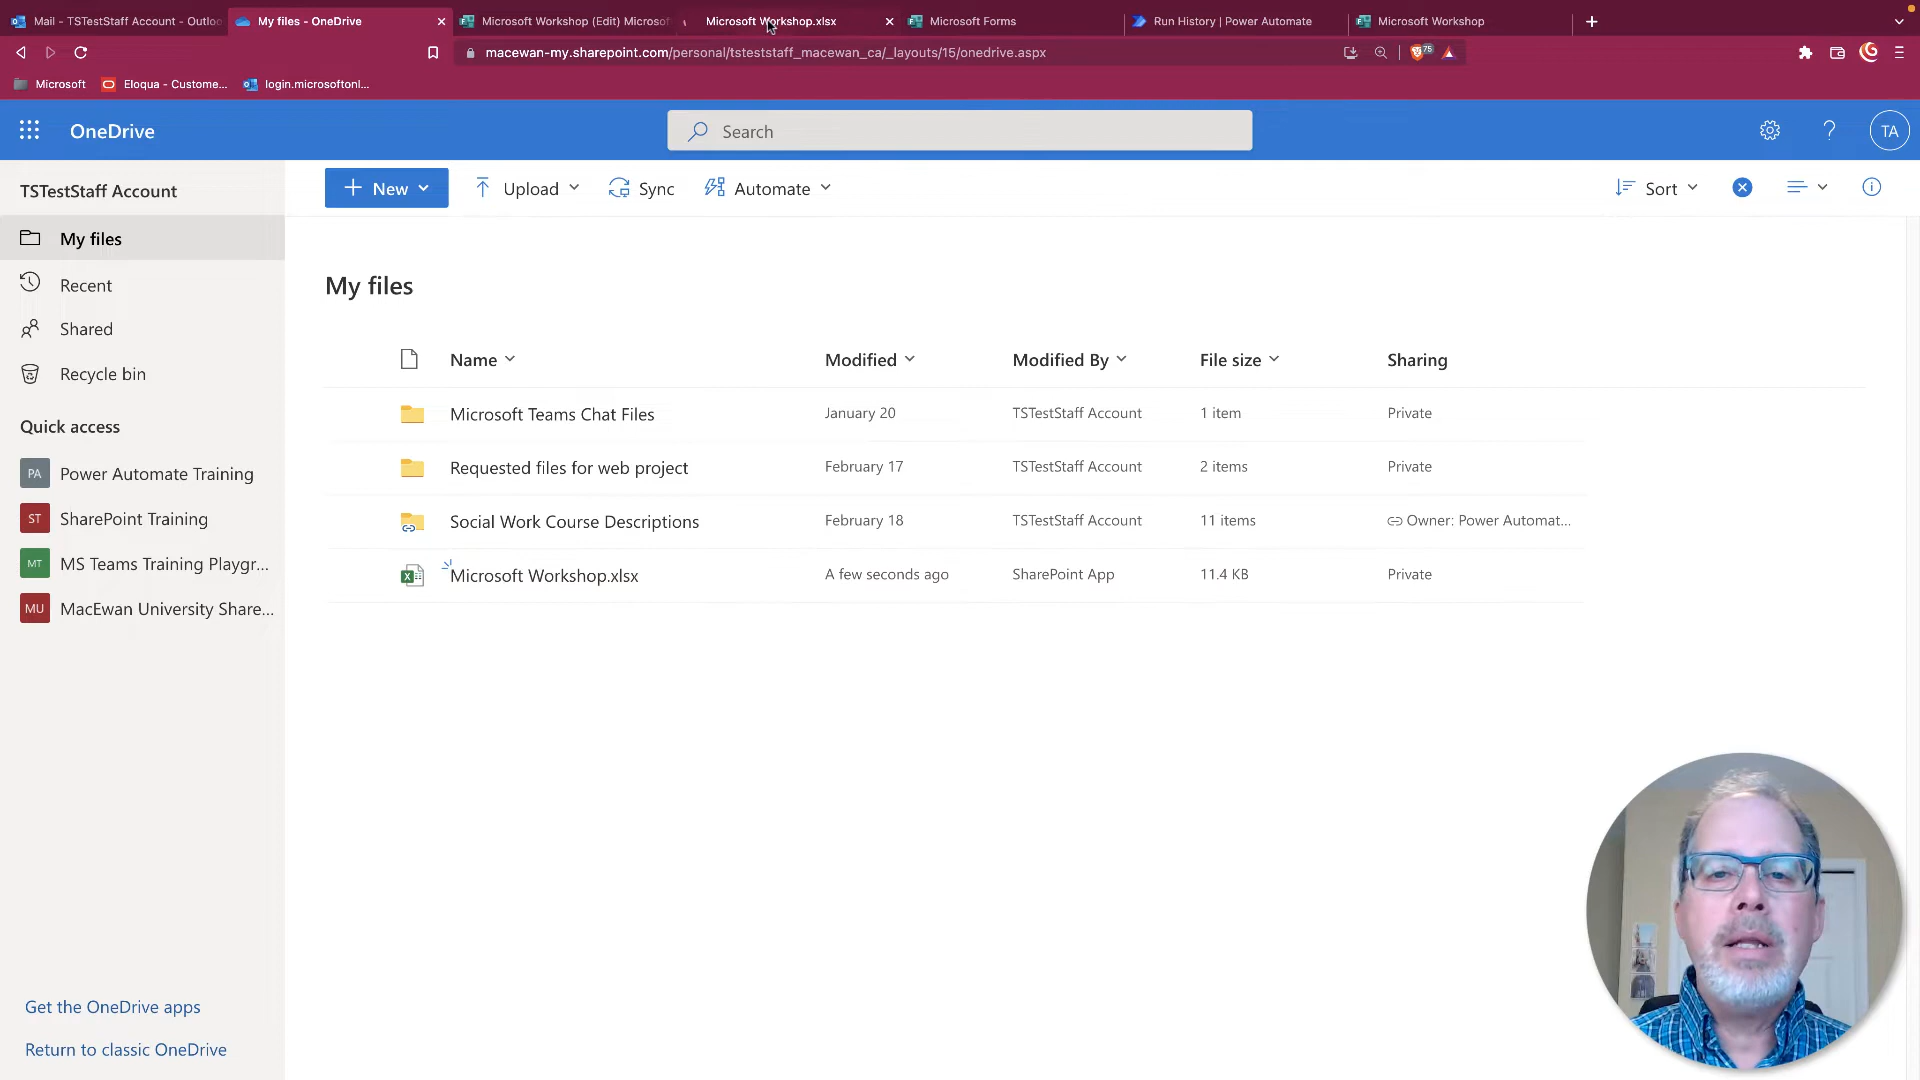 Mail - TSTestStaff Account - Outlo
My files - OneDrive
Microsoft Workshop (Edit) Microsof
Microsoft Workshop.xlsx
Microsoft Forms
Run History | Power Automate
Microsoft Workshop
macewan-my.sharepoint.com/personal/tsteststaff_macewan_ca/_layouts/15/onedrive.aspx
75
Microsoft
Eloqua - Custome...
login.microsoftonl...
OneDrive
Search
?
TA
TSTestStaff Account
New
Upload
Sync
Automate
Sort
My files
Recent
Shared
Recycle bin
Quick access
PA Power Automate Training
ST SharePoint Training
MT MS Teams Training Playgr...
MU MacEwan University Share...
Get the OneDrive apps
Return to classic OneDrive
My files
Name Modified Modified By File size Sharing
Microsoft Teams Chat Files January 20 TSTestStaff Account 1 item Private
Requested files for web project February 17 TSTestStaff Account 2 items Private
Social Work Course Descriptions February 18 TSTestStaff Account 11 items Owner: Power Automat...
Microsoft Workshop.xlsx A few seconds ago SharePoint App 11.4 KB Private